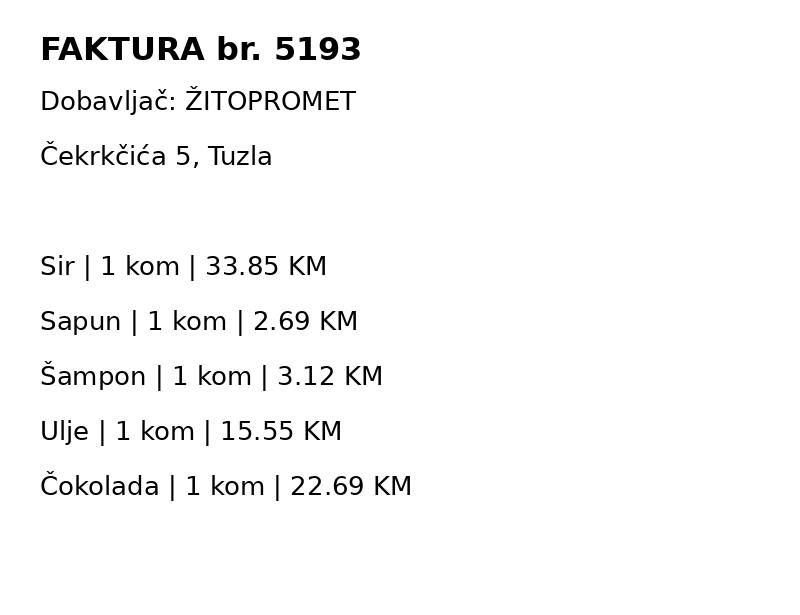 FAKTURA br. 5193
Dobavljač: ŽITOPROMET
Čekrkčića 5, Tuzla
Sir | 1 kom | 33.85 KM
Sapun | 1 kom | 2.69 KM
Šampon | 1 kom | 3.12 KM
Ulje | 1 kom | 15.55 KM
Čokolada | 1 kom | 22.69 KM